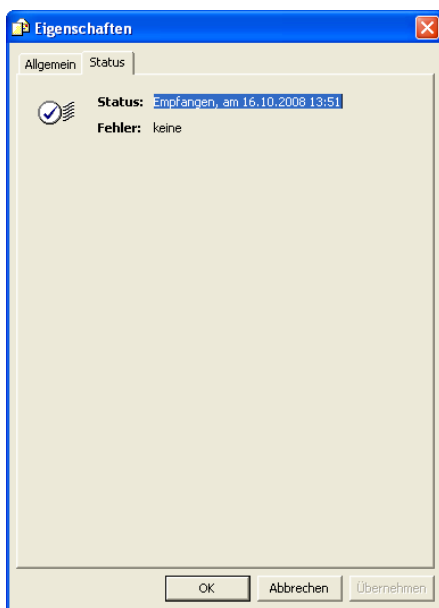 Eigenschaften
Allgemein Status
Status: Empfangen, am 16.10.2008 13:51
Fehler: keine
OK Abbrechen Übernehmen